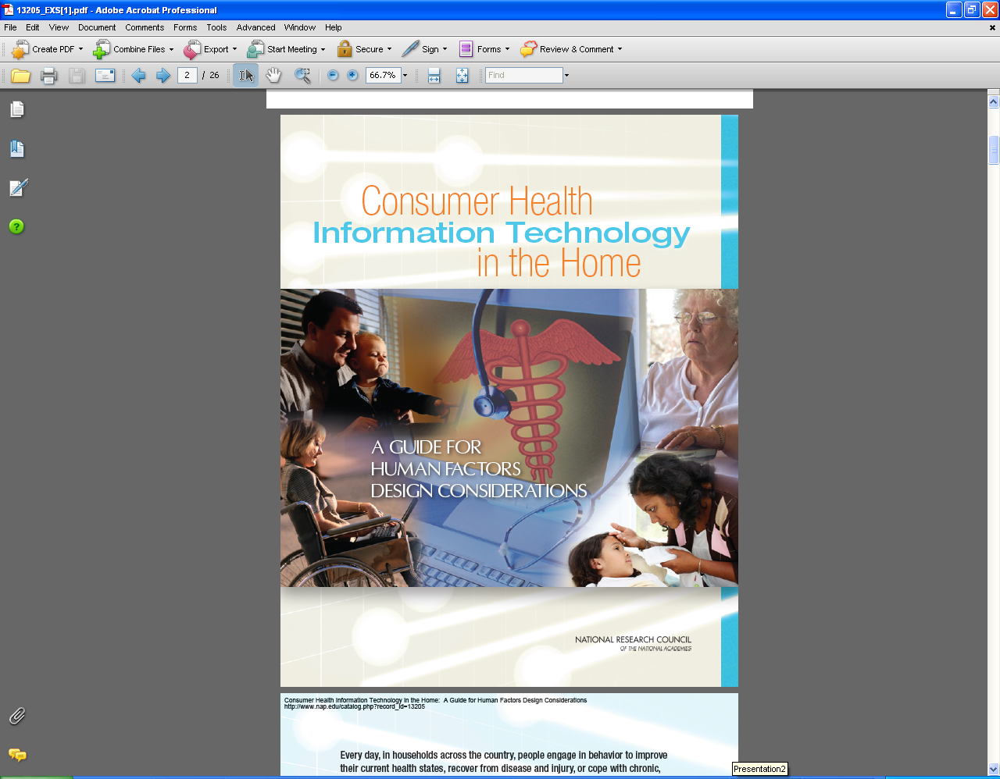 13205_EXS[1].pdf - Adobe Acrobat Professional
File Edit View Document Comments Forms Tools Advanced Window Help
Create PDF Combine Files Export Start Meeting Secure Sign Forms Review & Comment
2 / 26 66.7% Find
Consumer Health
Information Technology
in the Home
A GUIDE FOR
HUMAN FACTORS
DESIGN CONSIDERATIONS
NATIONAL RESEARCH COUNCIL
OF THE NATIONAL ACADEMIES
Consumer Health Information Technology in the Home: A Guide for Human Factors Design Considerations
http://www.nap.edu/catalog.php?record_id=13205
Every day, in households across the country, people engage in behavior to improve
their current health states, recover from disease and injury, or cope with chronic,
Presentation2